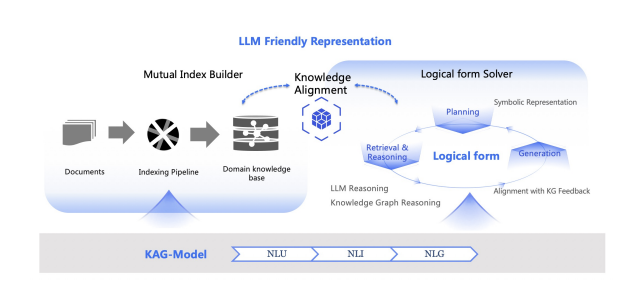 LLM Friendly Representation
Mutual Index Builder
Knowledge
Alignment
Logical form Solver
Planning
Symbolic Representation
Retrieval &
Reasoning
Logical form
Generation
Documents
Indexing Pipeline
Domain knowledge
base
LLM Reasoning
Knowledge Graph Reasoning
Alignment with KG Feedback
KAG-Model
NLU
NLI
NLG